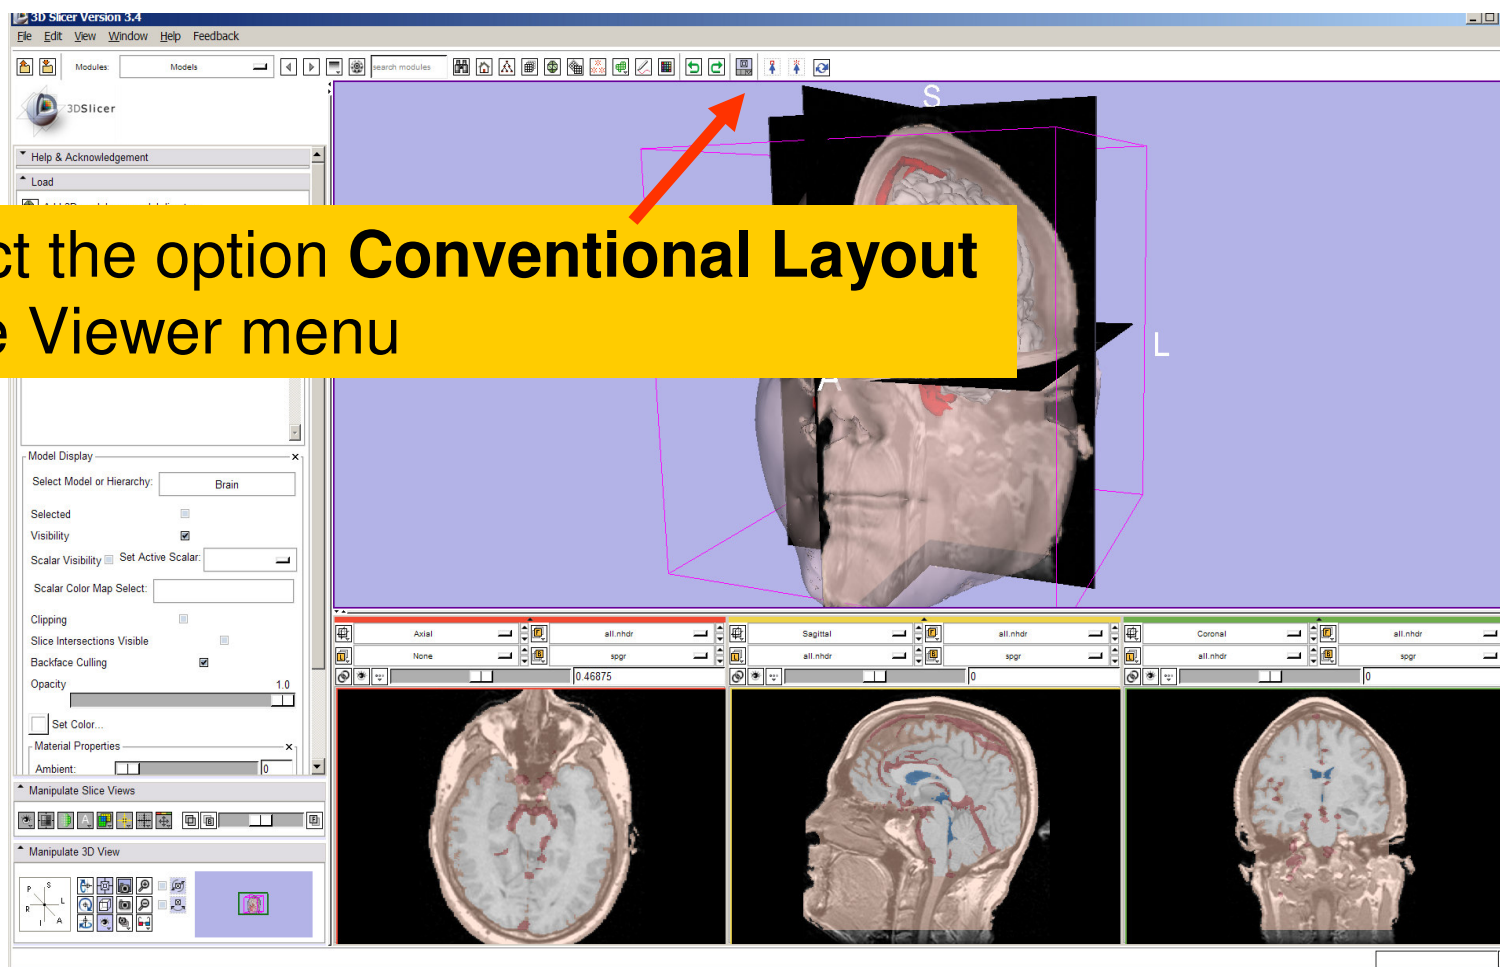 3D Slicer Version 3.4
File Edit View Window Help Feedback
Modules: Models search modules
3DSlicer
Help & Acknowledgement
Load
ct the option Conventional Layout
e Viewer menu
S
L
A
Model Display
Select Model or Hierarchy: Brain
Selected
Visibility
Scalar Visibility Set Active Scalar:
Scalar Color Map Select:
Clipping
Slice Intersections Visible
Backface Culling
Opacity 1.0
Set Color...
Material Properties
Ambient: 0
Manipulate Slice Views
Manipulate 3D View
P S L R I A
Axial all.nhdr
None spgr
0.46875
Sagittal all.nhdr
all.nhdr spgr
0
Coronal all.nhdr
all.nhdr spgr
0